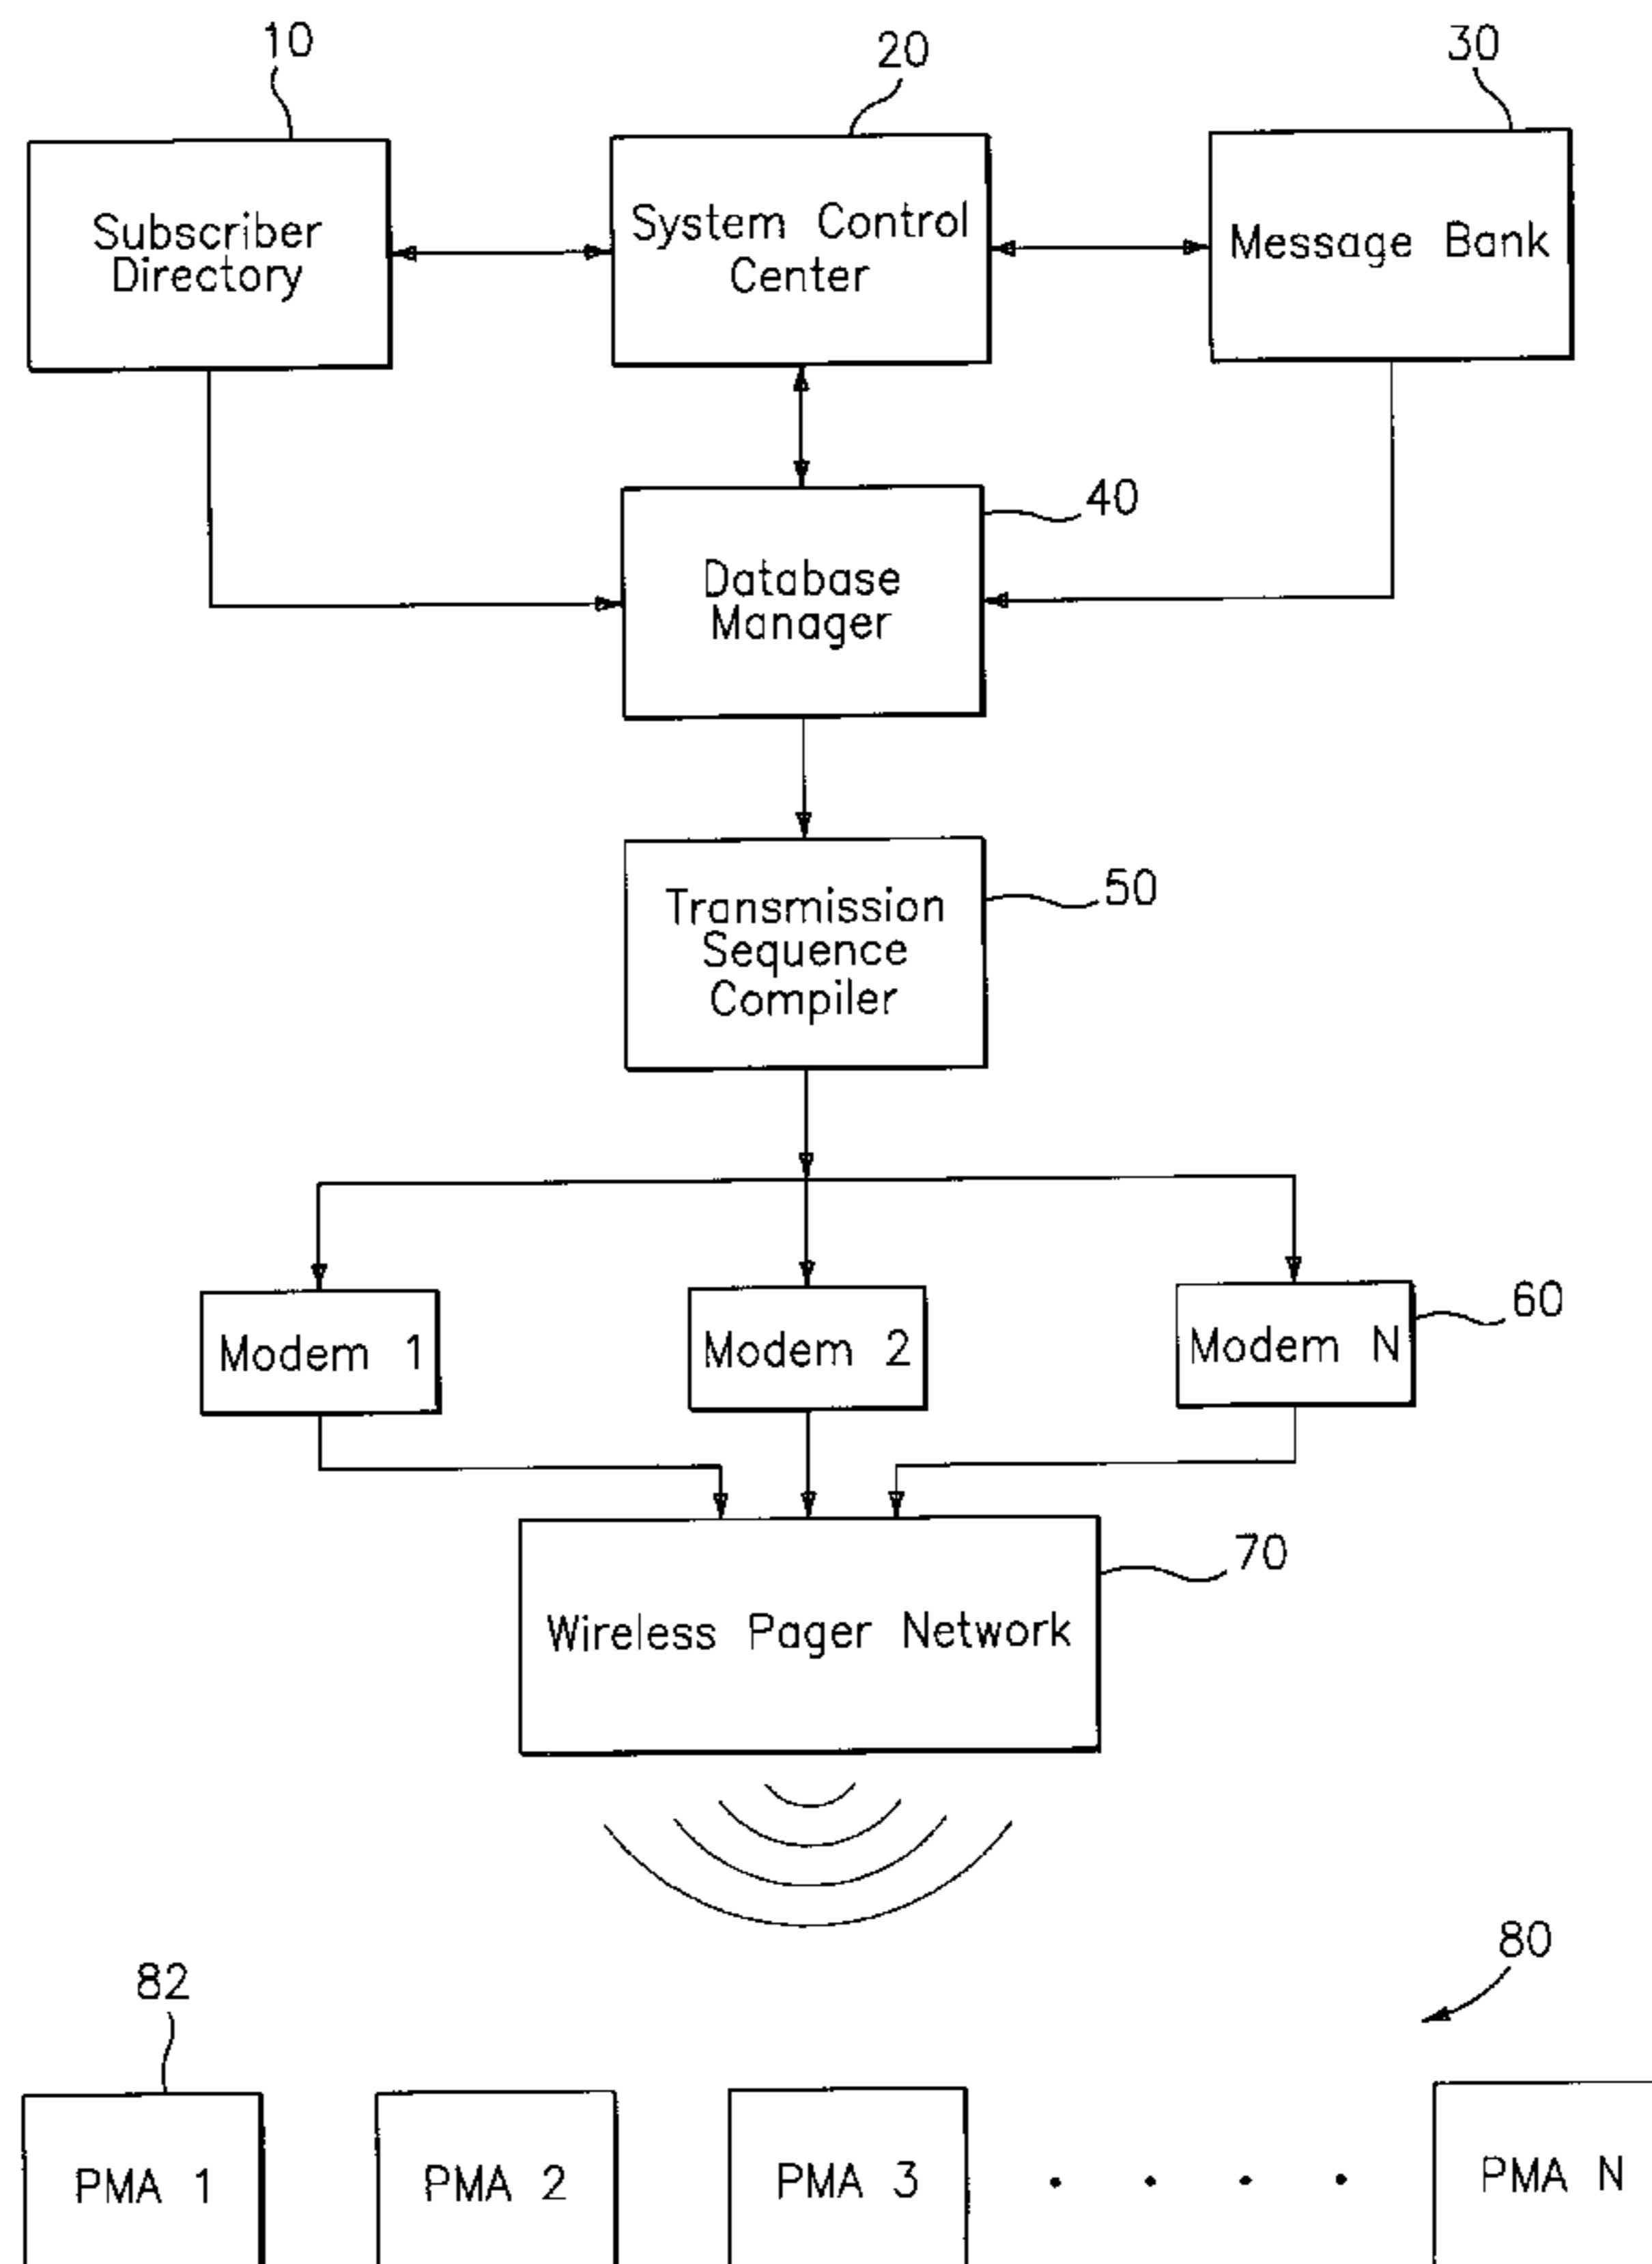 10
20
30
Subscriber
Directory
System Control
Center
Message Bank
40
Database
Manager
50
Transmission
Sequence
Compiler
60
Modem 1
Modem 2
Modem N
70
Wireless Pager Network
80
82
PMA 1
PMA 2
PMA 3
PMA N